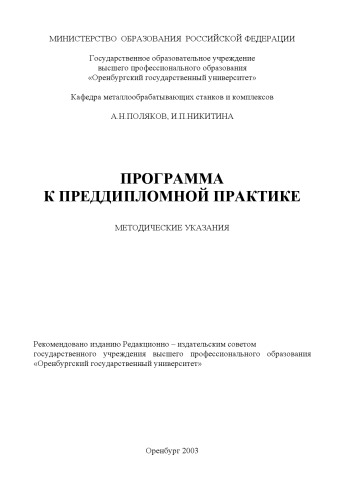 МИНИСТЕРСТВО ОБРАЗОВАНИЯ РОССИЙСКОЙ ФЕДЕРАЦИИ
Государственное образовательное учреждение
высшего профессионального образования
«Оренбургский государственный университет»
Кафедра металлообрабатывающих станков и комплексов
А.Н.ПОЛЯКОВ, И.П.НИКИТИНА
ПРОГРАММА
К ПРЕДДИПЛОМНОЙ ПРАКТИКЕ
МЕТОДИЧЕСКИЕ УКАЗАНИЯ
Рекомендовано изданию Редакционно – издательским советом
государственного учреждения высшего профессионального образования
«Оренбургский государственный университет»
Оренбург 2003